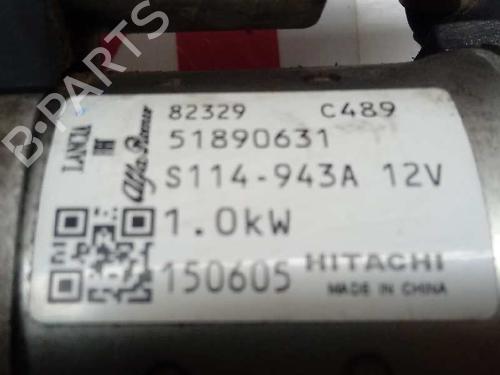 82329 C489
51890631
S114-943A 12V
1.0kW
150605 HITACHI
MADE IN CHINA
LANCIA
Alfa Romeo
B-PARTS